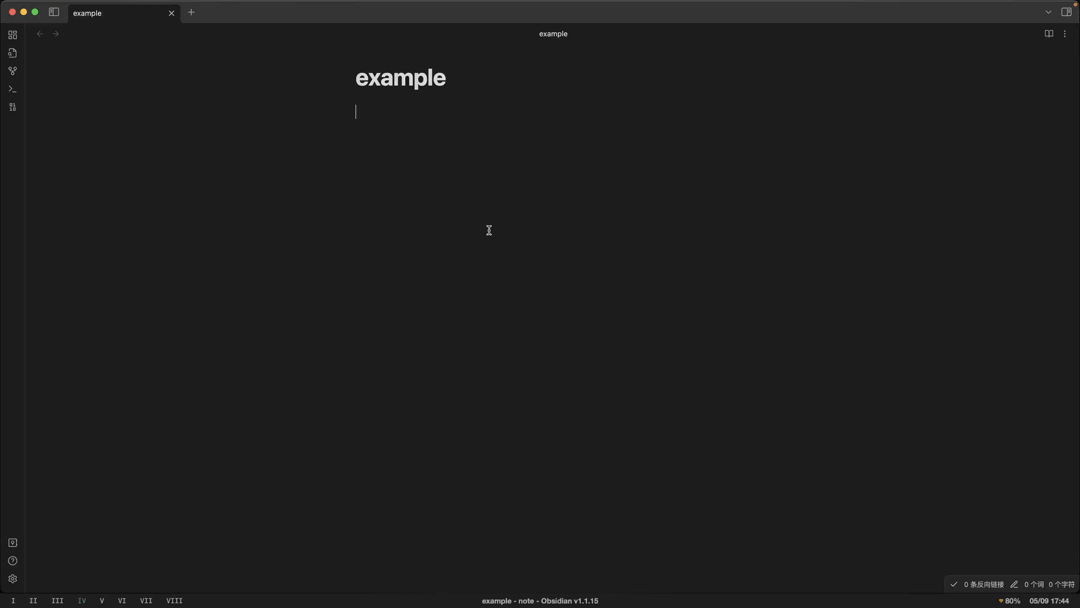 example
example
example
0 条反向链接 0 个词 0 个字符
I II III IV V VI VII VIII
example - note - Obsidian v1.1.15
80% 05/09 17:44